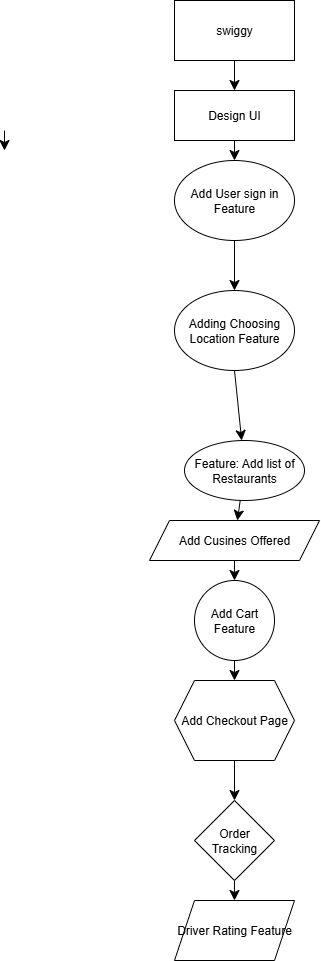 swiggy
Design UI
Add User sign in
Feature
Adding Choosing
Location Feature
Feature: Add list of
Restaurants
Add Cusines Offered
Add Cart
Feature
Add Checkout Page
Order
Tracking
Driver Rating Feature